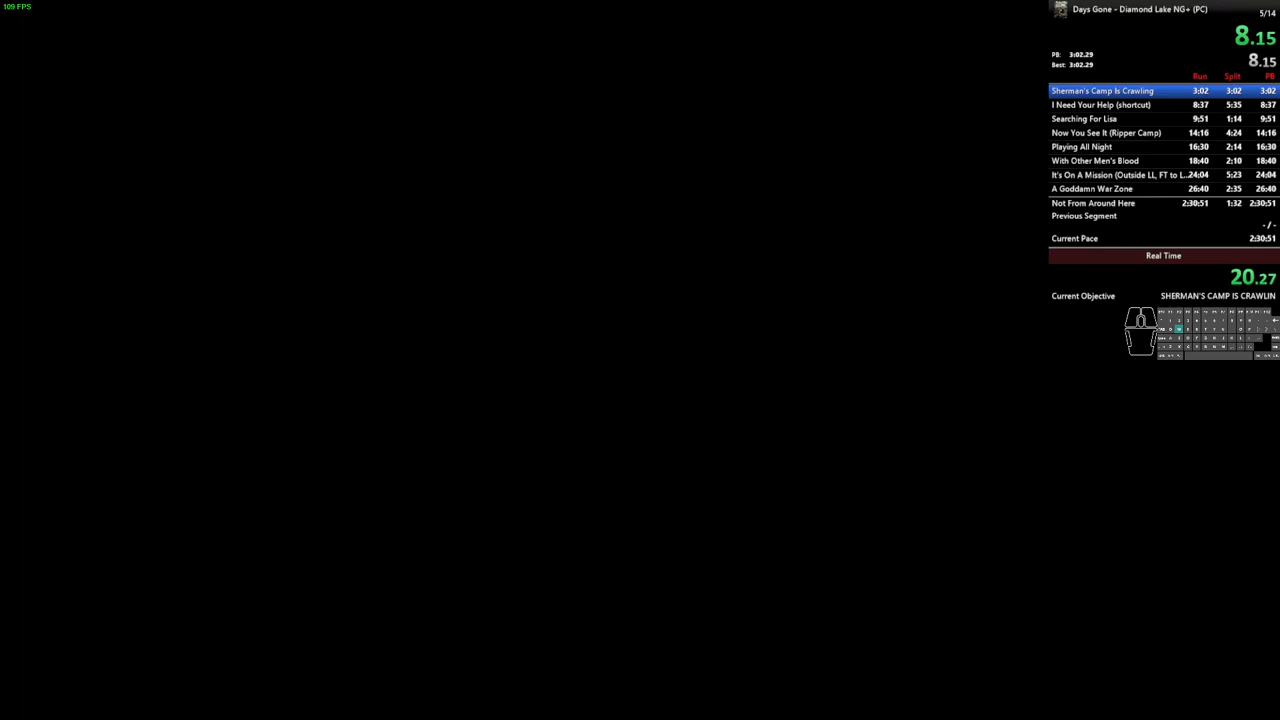 109 FPS
Days Gone - Diamond Lake NG+ (PC)
5/14
8.15
PB: 3:02.29
8.15
Best: 3:02.29
Run Split PB
Sherman's Camp Is Crawling 3:02 3:02 3:02
I Need Your Help (shortcut) 8:37 5:35 8:37
Searching For Lisa 9:51 1:14 9:51
Now You See It (Ripper Camp) 14:16 4:24 14:16
Playing All Night 16:30 2:14 16:30
With Other Men's Blood 18:40 2:10 18:40
It's On A Mission (Outside LL, FT to L... 24:04 5:23 24:04
A Goddamn War Zone 26:40 2:35 26:40
Not From Around Here 2:30:51 1:32 2:30:51
Previous Segment
- / -
Current Pace 2:30:51
Real Time
20.27
Current Objective SHERMAN'S CAMP IS CRAWLIN